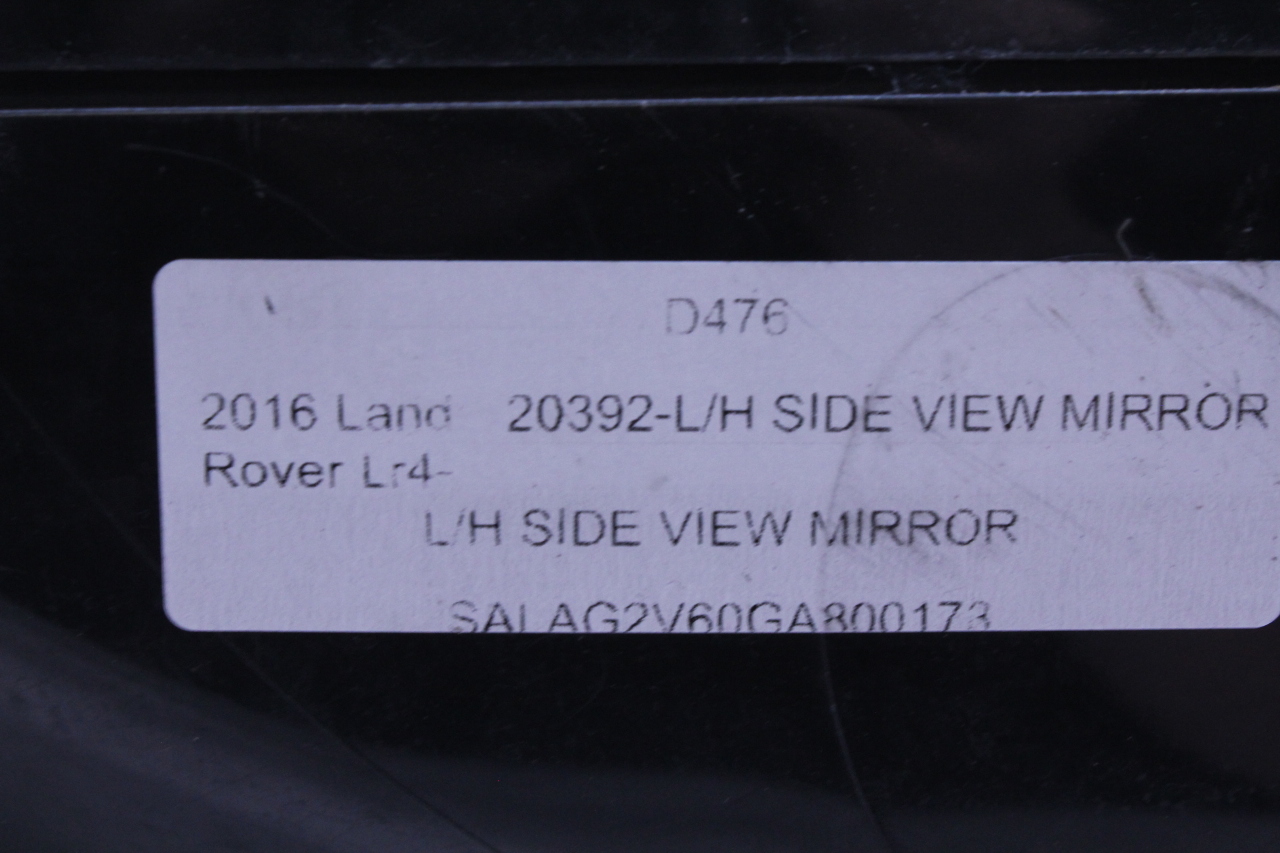 D476
2016 Land 20392-L/H SIDE VIEW MIRROR
Rover Lr4-
L/H SIDE VIEW MIRROR
SALAG2V60GA800173